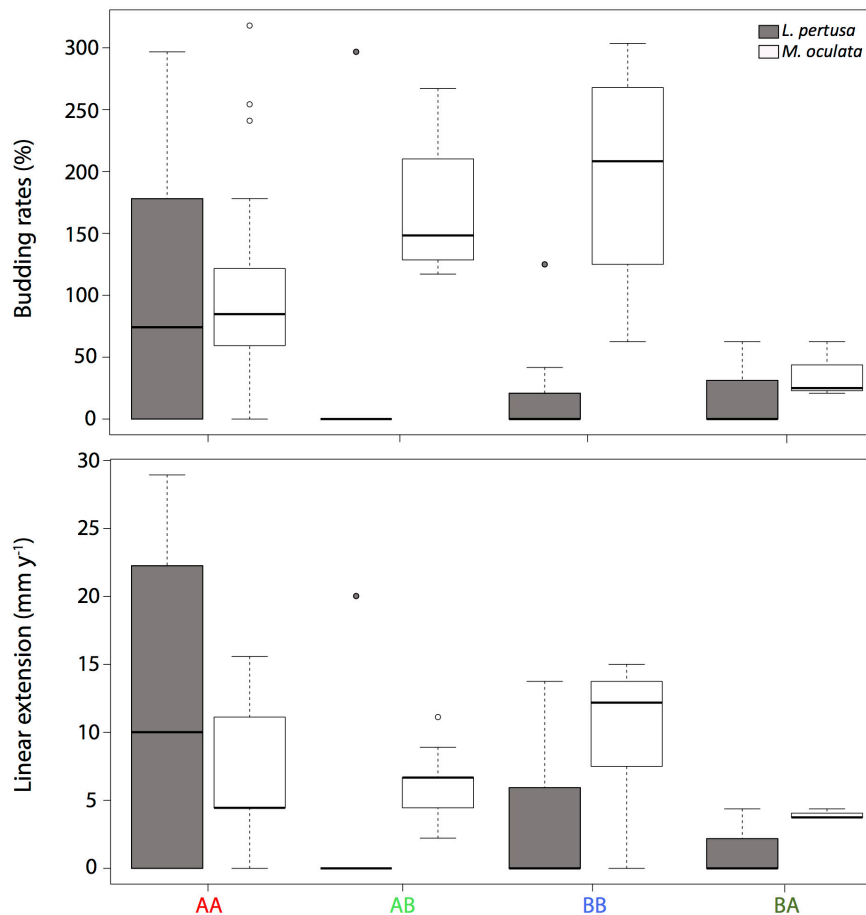 L. pertusa
M. oculata
Budding rates (%)
300
250
200
150
100
50
0
Linear extension (mm y⁻¹)
30
25
20
15
10
5
0
AA AB BB BA